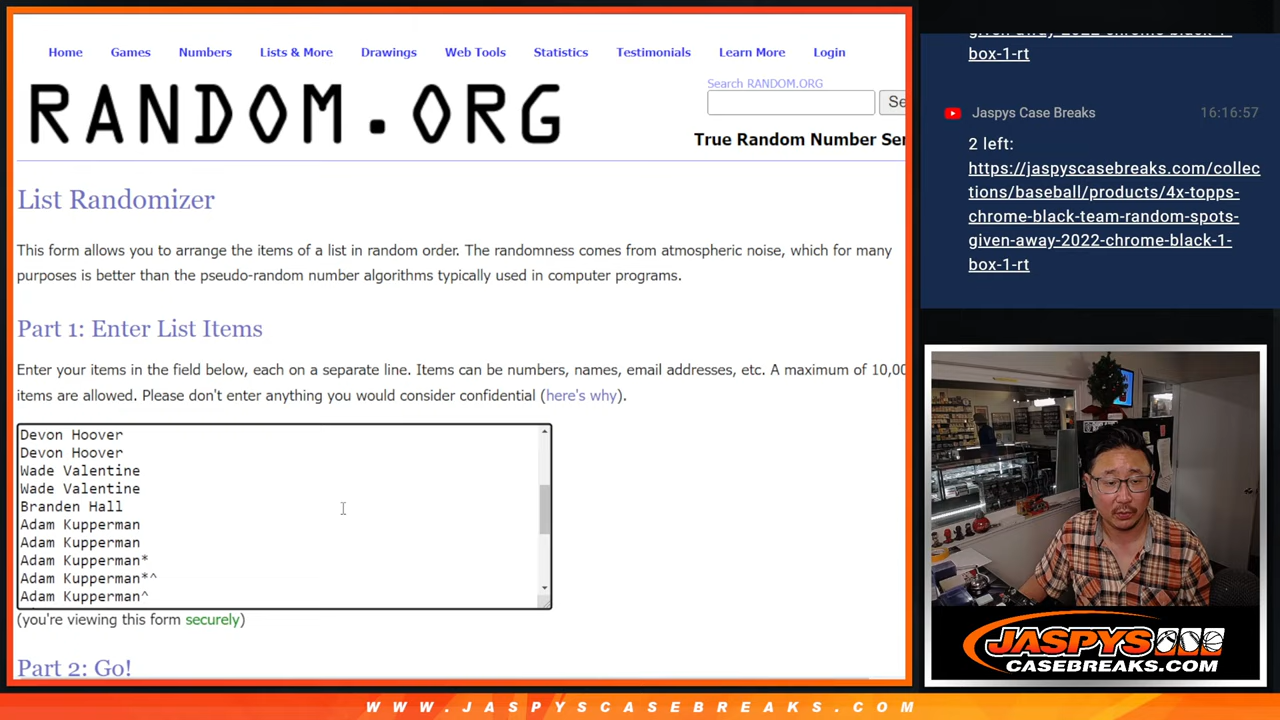 Home Games Numbers Lists & More Drawings Web Tools Statistics Testimonials Learn More Login
Search RANDOM.ORG
RANDOM.ORG
True Random Number Ser
List Randomizer
This form allows you to arrange the items of a list in random order. The randomness comes from atmospheric noise, which for many
purposes is better than the pseudo-random number algorithms typically used in computer programs.
Part 1: Enter List Items
Enter your items in the field below, each on a separate line. Items can be numbers, names, email addresses, etc. A maximum of 10,00
items are allowed. Please don't enter anything you would consider confidential (here's why).
Devon Hoover
Devon Hoover
Wade Valentine
Wade Valentine
Branden Hall
Adam Kupperman
Adam Kupperman
Adam Kupperman*
Adam Kupperman*^
Adam Kupperman^
(you're viewing this form securely)
Part 2: Go!
given-away-2022-chrome-black-1-
box-1-rt
Jaspys Case Breaks 16:16:57
2 left:
https://jaspyscasebreaks.com/collec
tions/baseball/products/4x-topps-
chrome-black-team-random-spots-
given-away-2022-chrome-black-1-
box-1-rt
JASPYS
CASEBREAKS.COM
WWW.JASPYSCASEBREAKS.COM